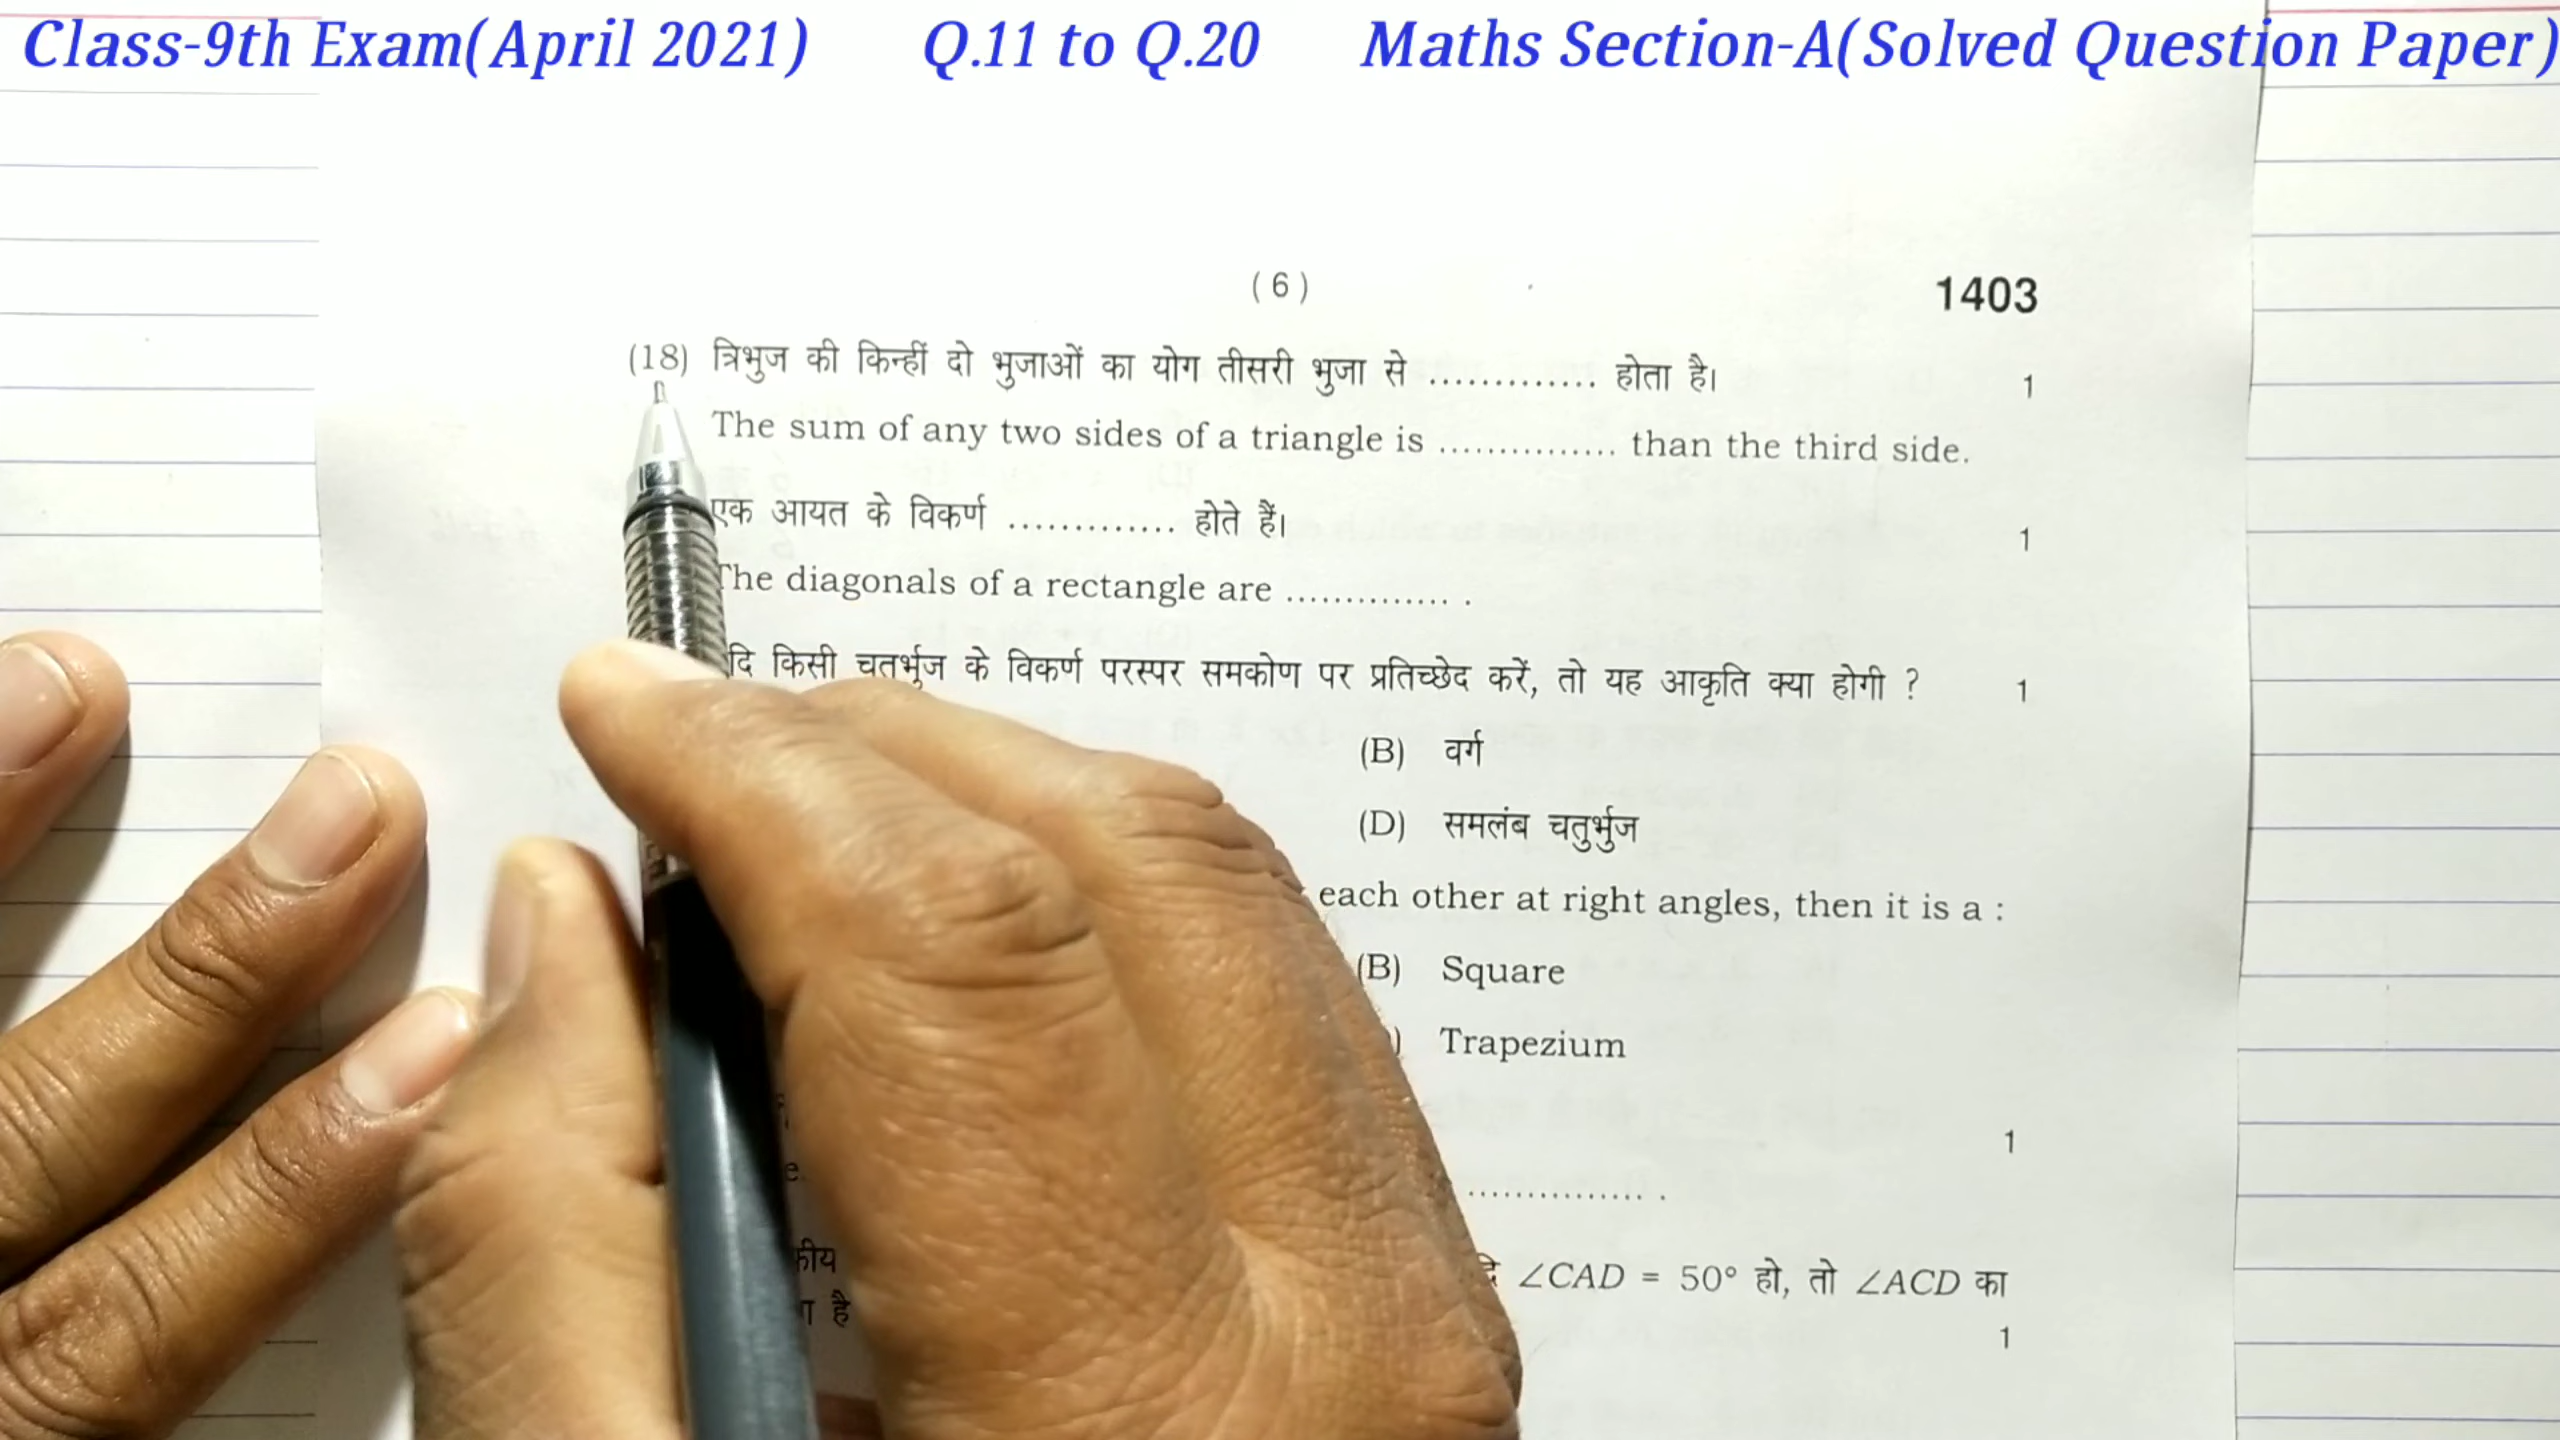 Class-9th Exam(April 2021) Q.11 to Q.20 Maths Section-A(Solved Question Paper)
( 6 ) 1403
(18) त्रिभुज की किन्हीं दो भुजाओं का योग तीसरी भुजा से ............. होता है। 1
The sum of any two sides of a triangle is ............... than the third side.
एक आयत के विकर्ण ............. होते हैं। 1
The diagonals of a rectangle are .............. .
किसी चतर्भुज के विकर्ण परस्पर समकोण पर प्रतिच्छेद करें, तो यह आकृति क्या होगी ? 1
(B) वर्ग
(D) समलंब चतुर्भुज
each other at right angles, then it is a :
(B) Square
Trapezium
1
............... .
∠CAD = 50° हो, तो ∠ACD का
है 1